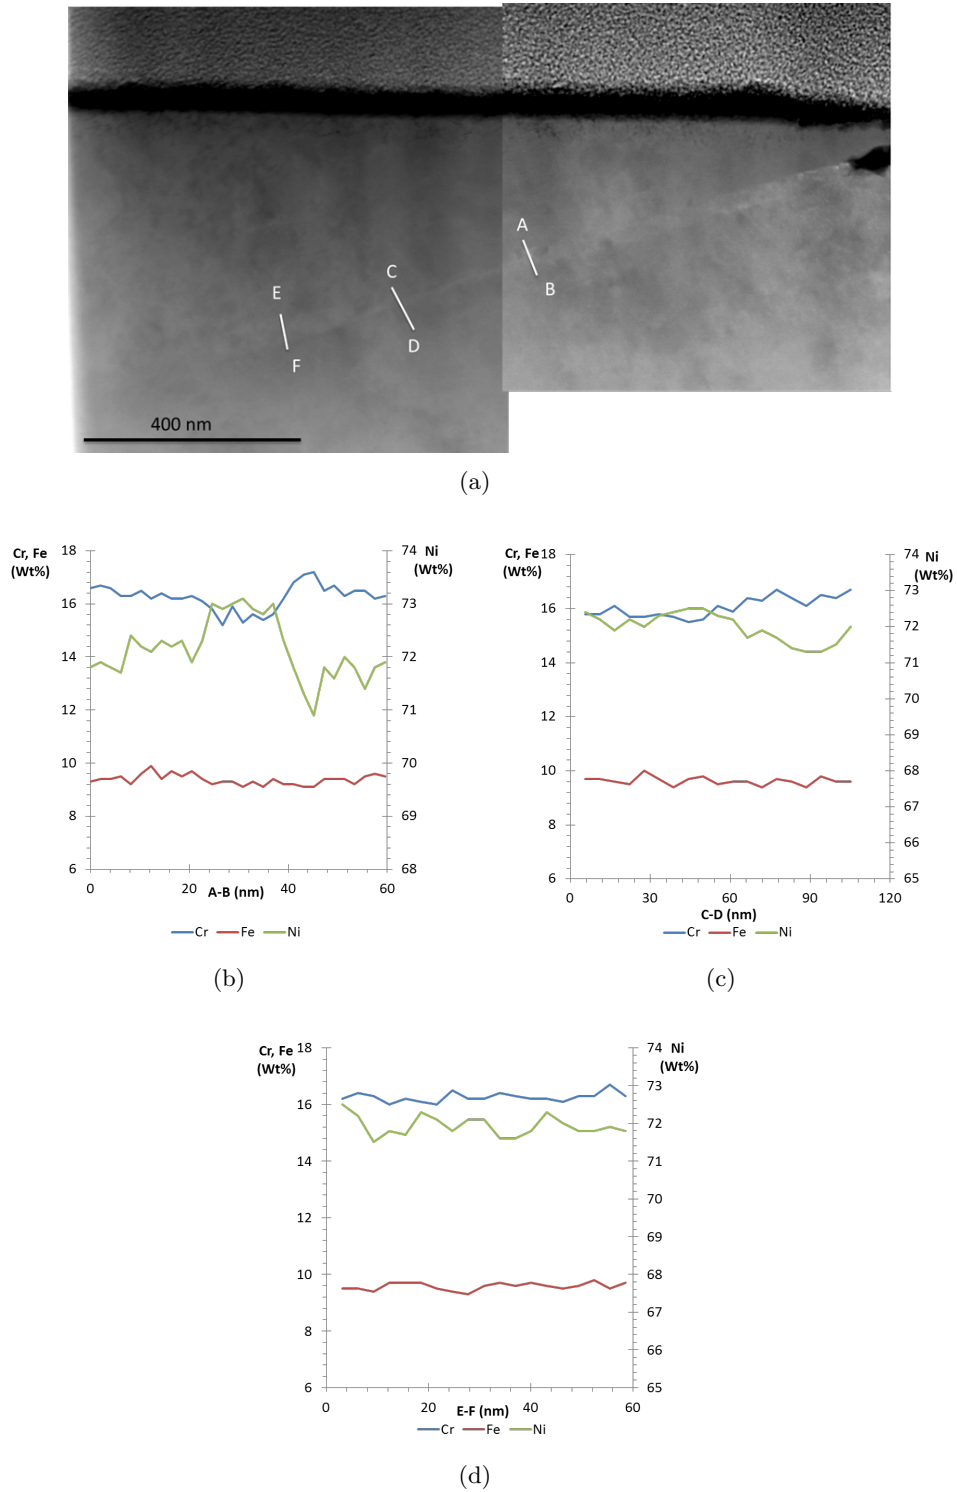 A
B
C
D
E
F
400 nm
(a)
Cr, Fe
(Wt%)
Ni
(Wt%)
18
16
14
12
10
8
6
74
73
72
71
70
69
68
0 20 40 60
A-B (nm)
Cr Fe Ni
(b)
Cr, Fe
(Wt%)
Ni
(Wt%)
18
16
14
12
10
8
6
74
73
72
71
70
69
68
67
66
65
0 30 60 90 120
C-D (nm)
Cr Fe Ni
(c)
Cr, Fe
(Wt%)
Ni
(Wt%)
18
16
14
12
10
8
6
74
73
72
71
70
69
68
67
66
65
0 20 40 60
E-F (nm)
Cr Fe Ni
(d)